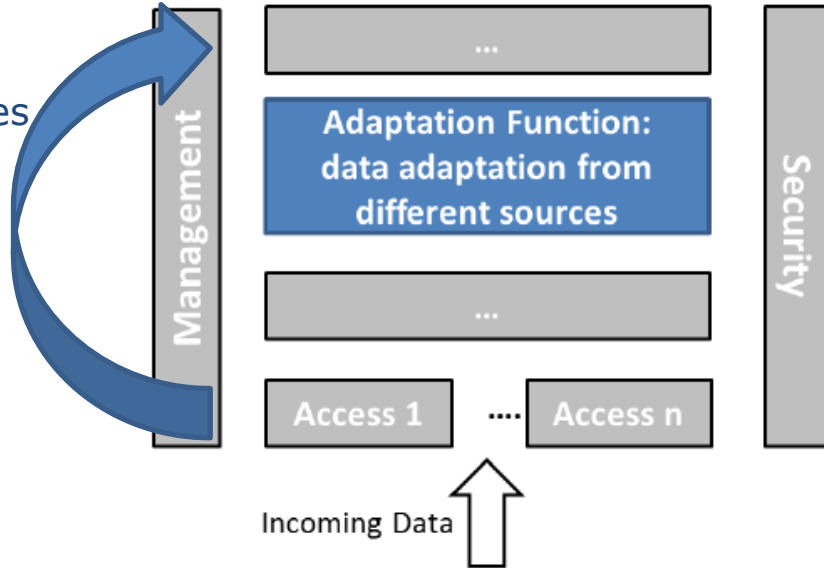 ...
es
Adaptation Function:
data adaptation from
different sources
Management
Security
...
Access 1
....
Access n
Incoming Data